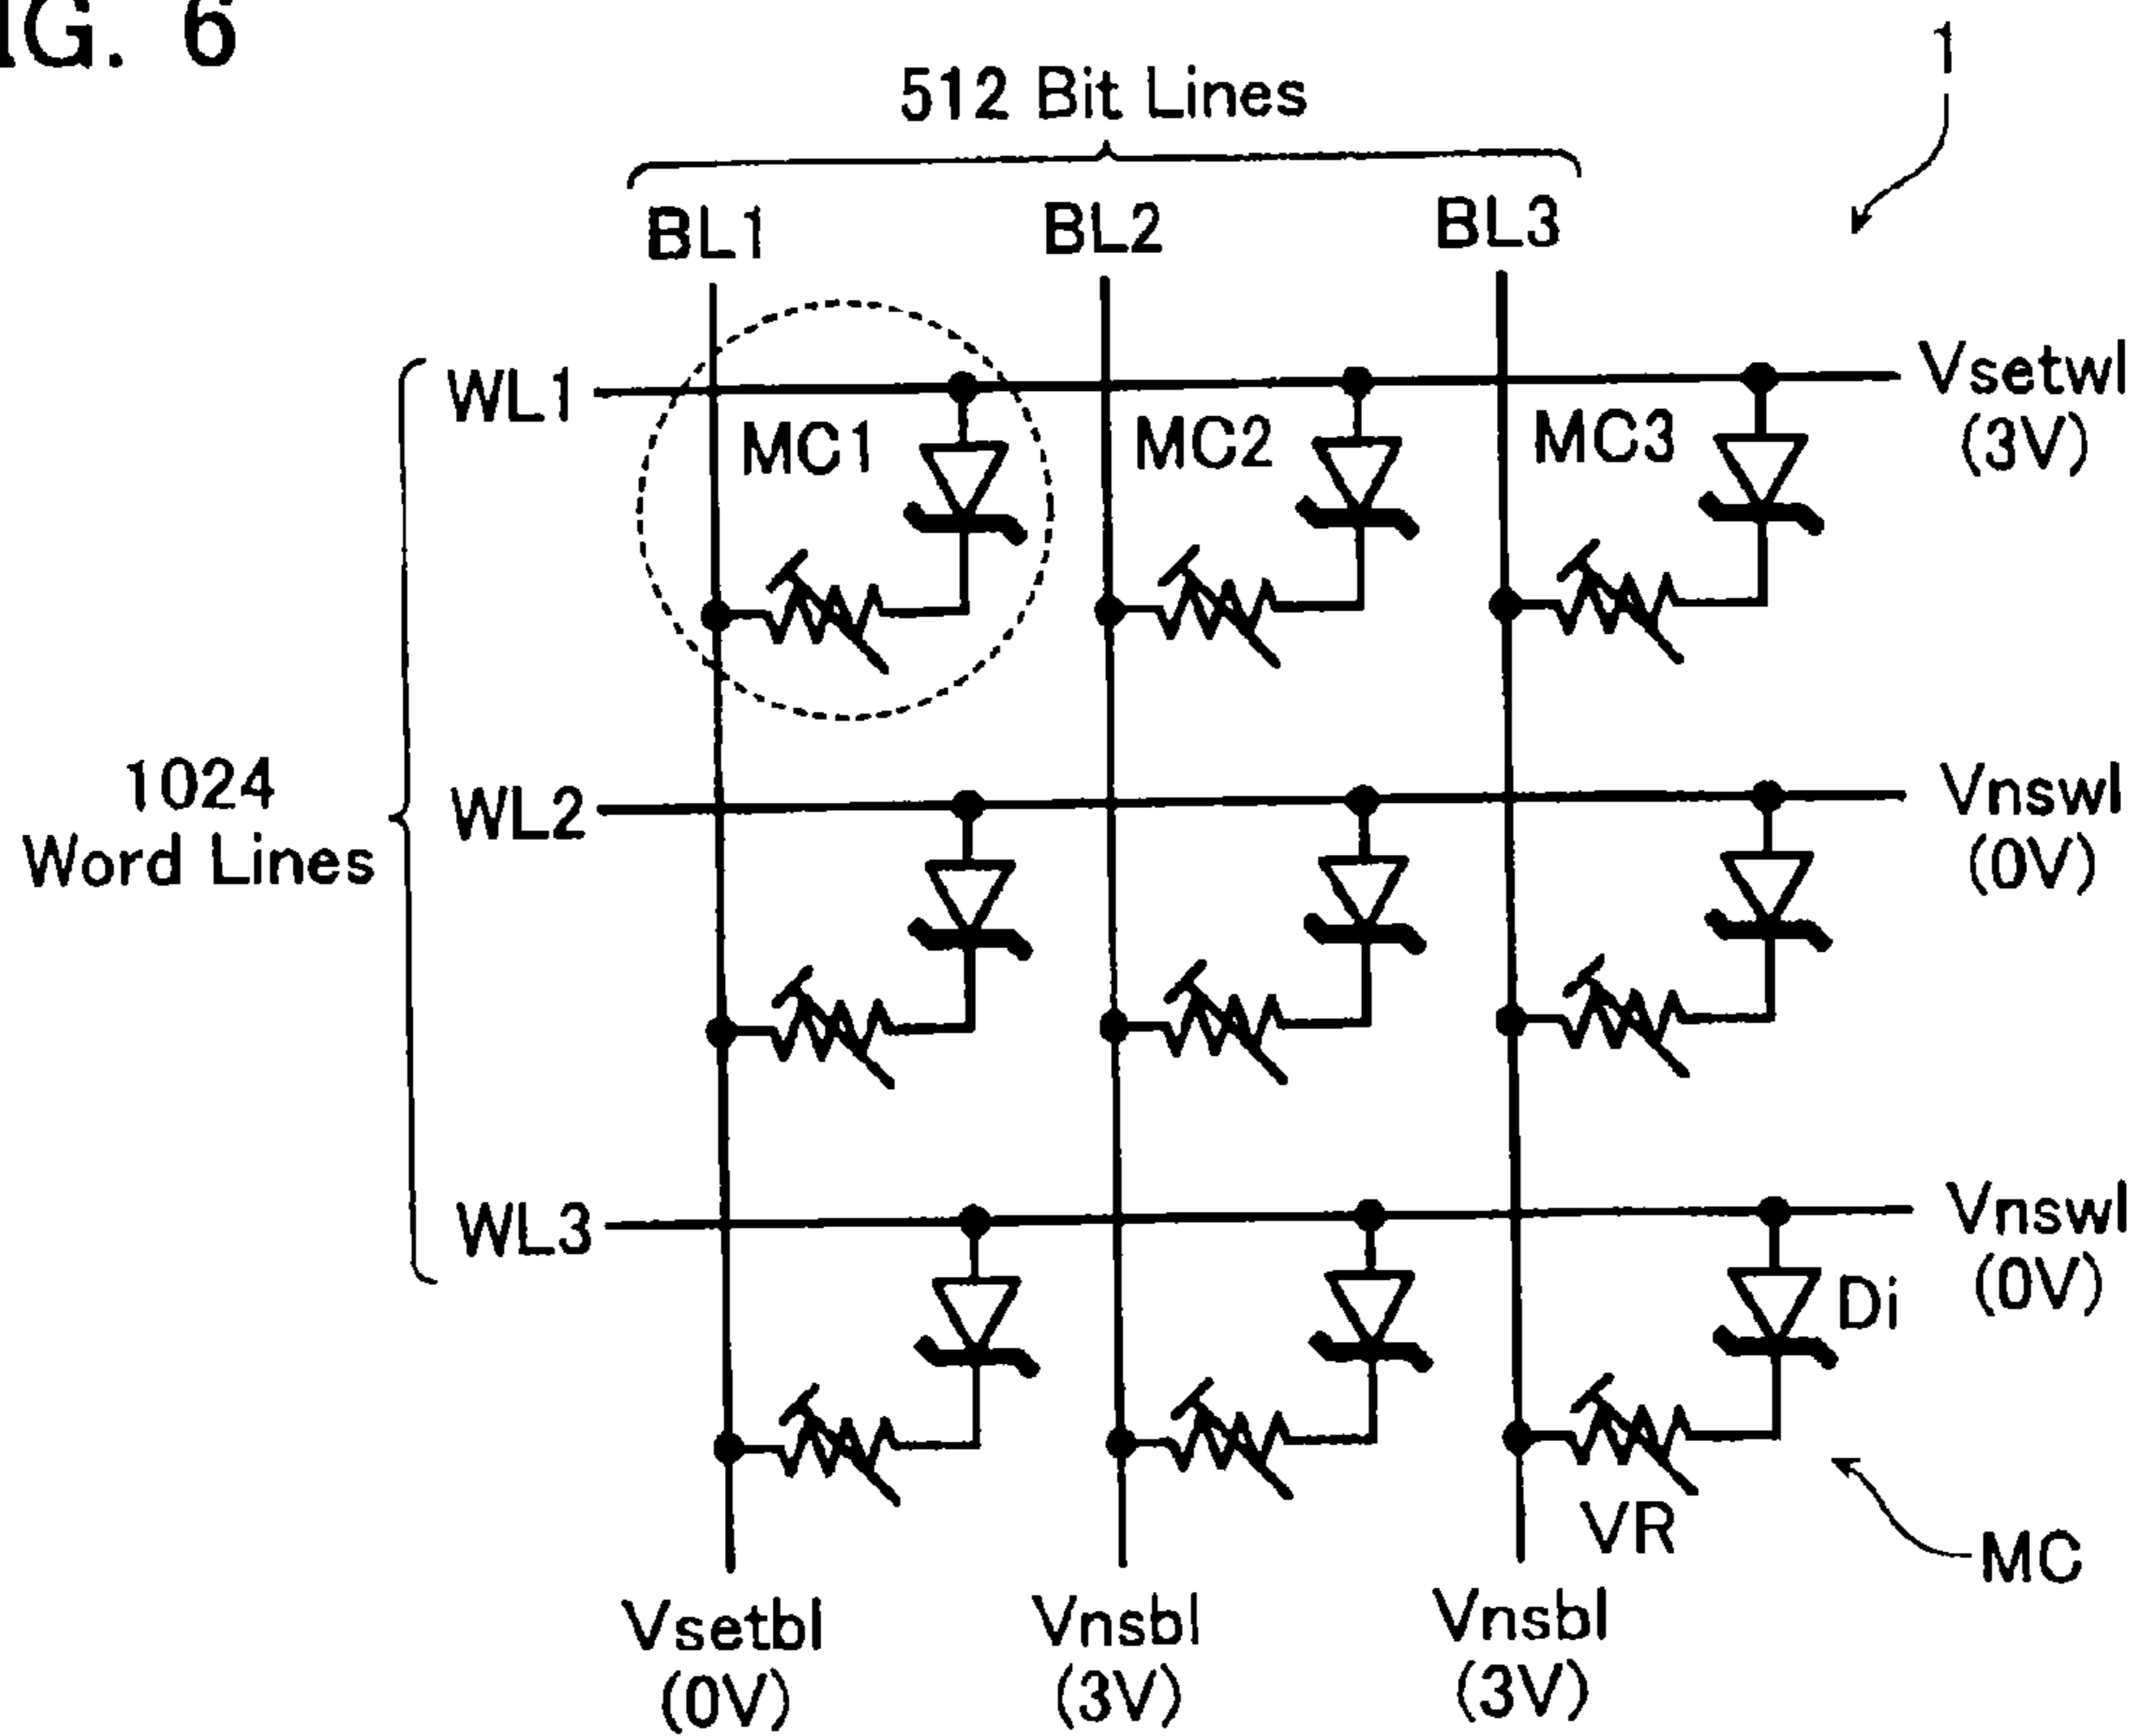 IG. 6
1
512 Bit Lines
BL1 BL2 BL3
WL1 MC1 MC2 MC3 Vsetwl
(3V)
1024
Word Lines
WL2 Vnswl
(0V)
WL3 Vnswl
(0V)
Di
VR
MC
Vsetbl Vnsbl Vnsbl
(0V) (3V) (3V)